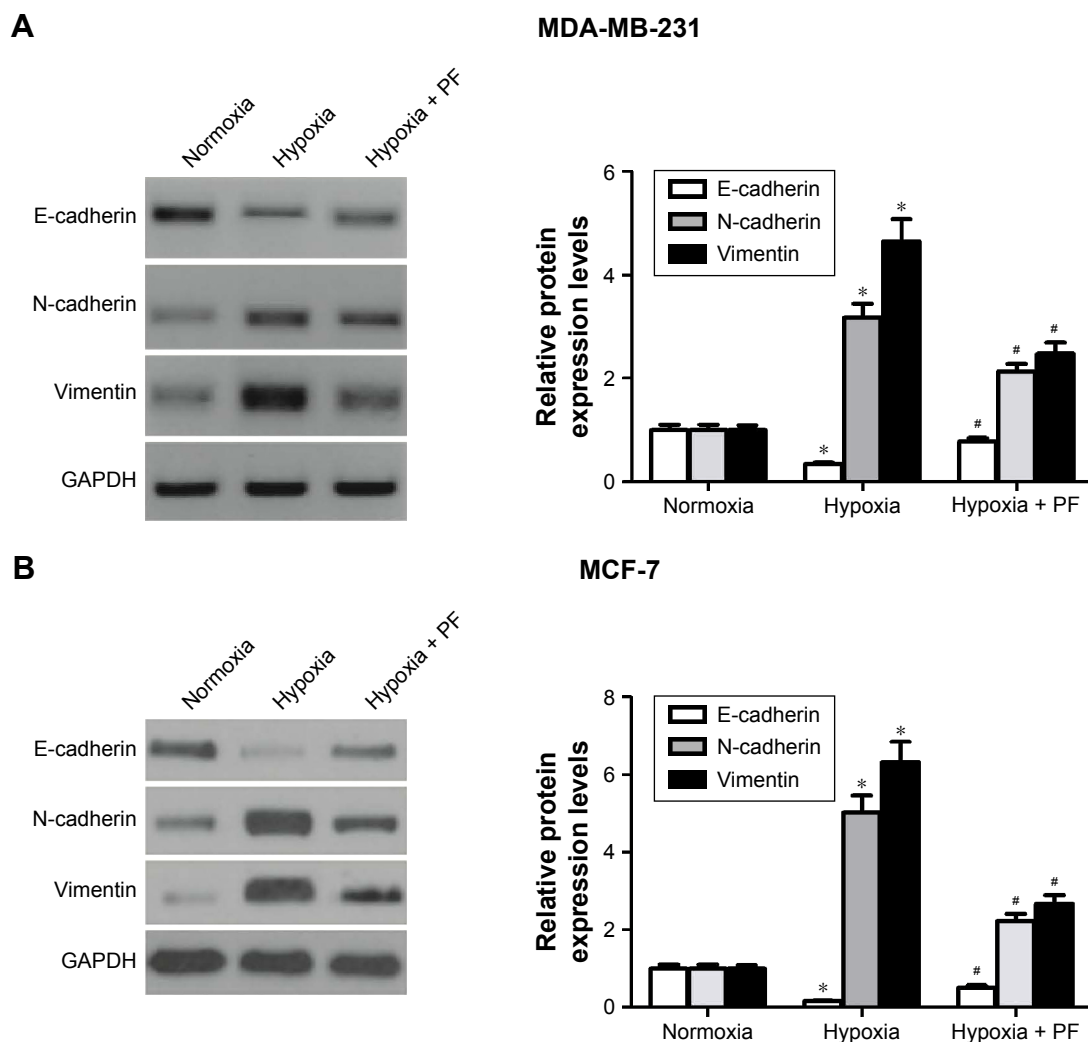 A
MDA-MB-231
Normoxia
Hypoxia
Hypoxia + PF
E-cadherin
N-cadherin
Vimentin
GAPDH
Relative protein
expression levels
6
4
2
0
E-cadherin
N-cadherin
Vimentin
*
*
*
#
#
#
Normoxia
Hypoxia
Hypoxia + PF
B
MCF-7
Normoxia
Hypoxia
Hypoxia + PF
E-cadherin
N-cadherin
Vimentin
GAPDH
Relative protein
expression levels
8
6
4
2
0
E-cadherin
N-cadherin
Vimentin
*
*
*
#
#
#
Normoxia
Hypoxia
Hypoxia + PF